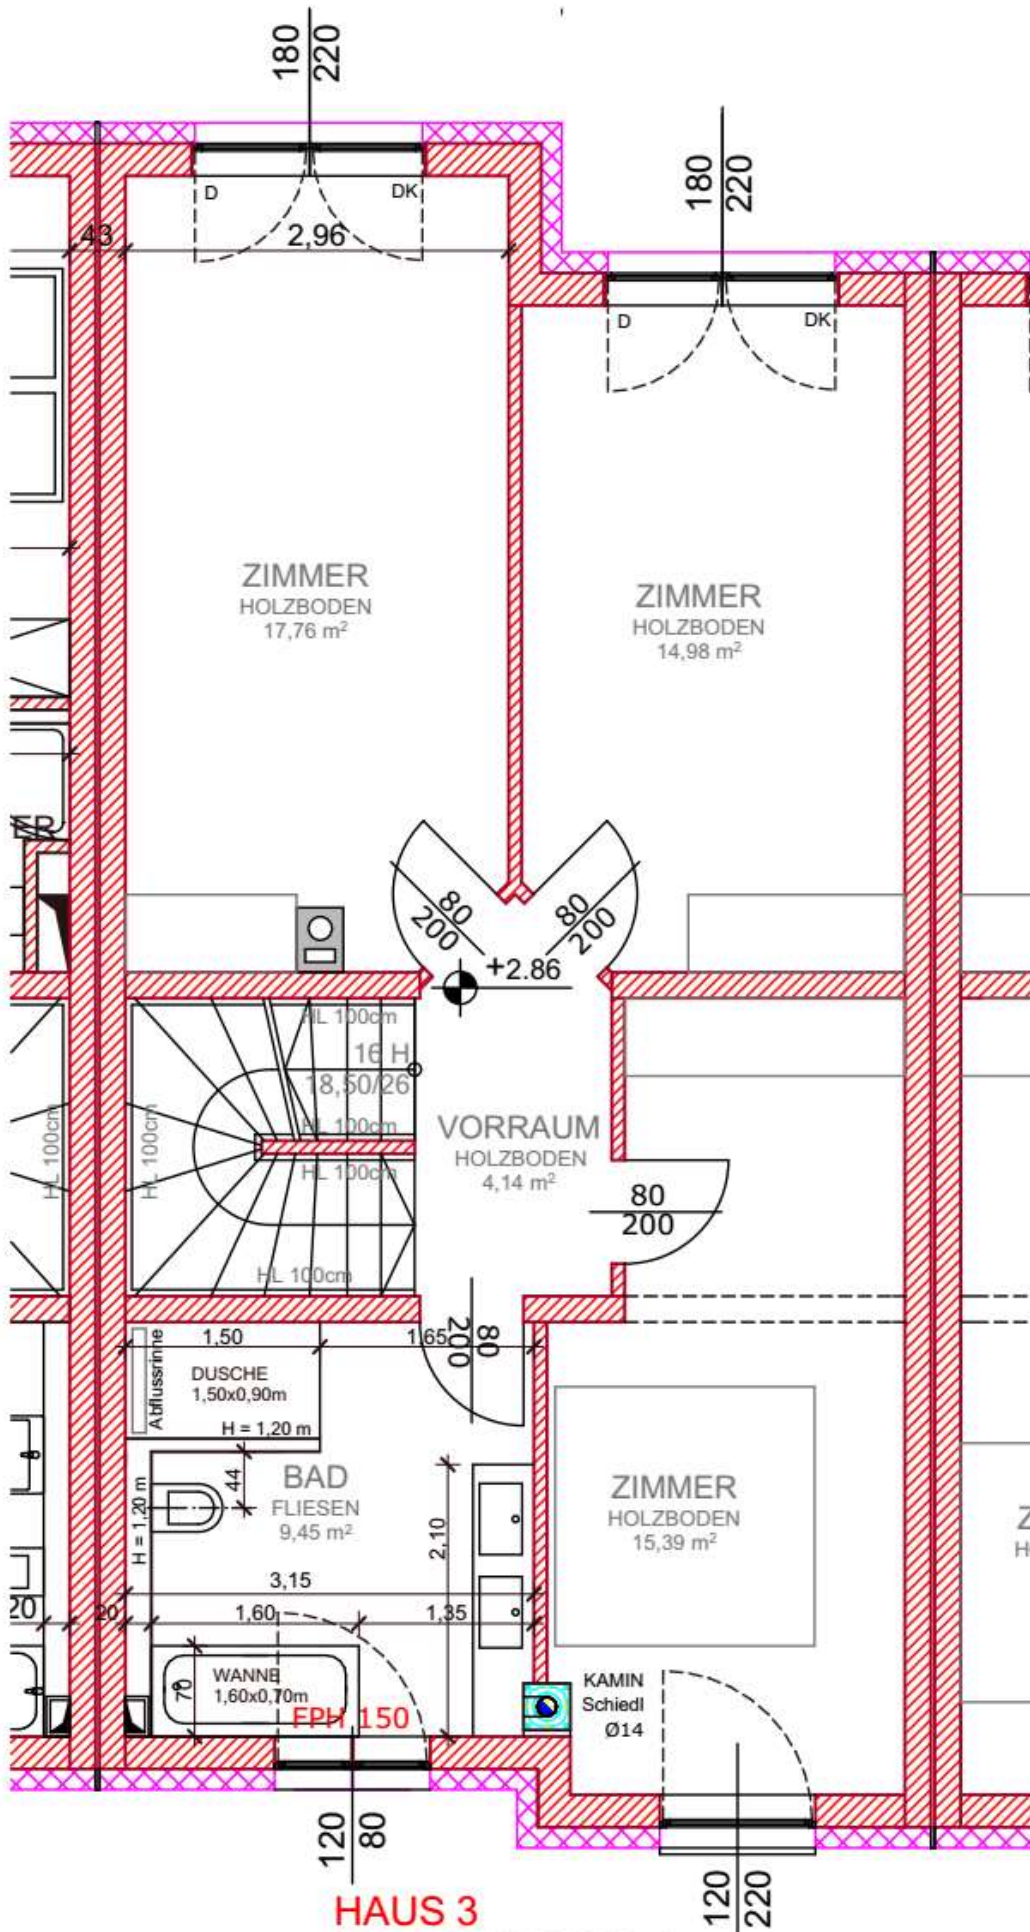 180
220
180
220
D
DK
43
2,96
D
DK
ZIMMER
HOLZBODEN
17,76 m²
ZIMMER
HOLZBODEN
14,98 m²
ER
80
200
80
200
+2.86
HL 100cm
16 H
18,50/26
HL 100cm
HL 100cm
HL 100cm
HL 100cm
HL 100cm
VORRAUM
HOLZBODEN
4,14 m²
80
200
80
200
1,50
1,65
Abflussrinne
DUSCHE
1,50x0,90m
H = 1,20 m
H = 1,20 m
44
BAD
FLIESEN
9,45 m²
2,10
ZIMMER
HOLZBODEN
15,39 m²
Z
H
3,15
20
20
1,60
1,35
70
WANNE
1,60x0,70m
FPH 150
KAMIN
Schiedl
Ø14
120
80
120
220
HAUS 3